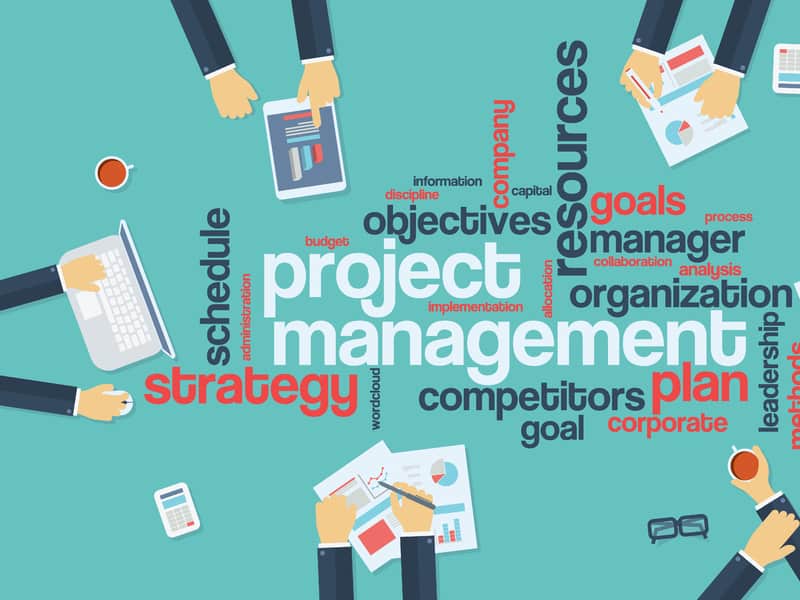 resources
company
information
discipline
capital
goals
process
schedule
objectives
manager
budget
collaboration
analysis
project
administration
allocation
organization
implementation
management
leadership
methods
strategy
wordcloud
competitors
plan
goal
corporate